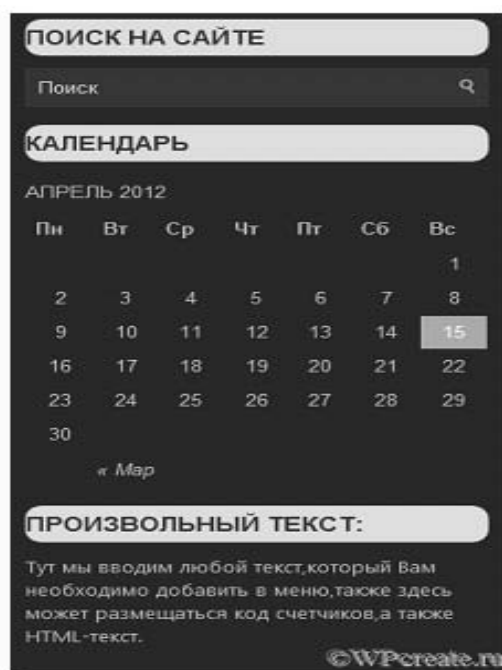 ПОИСК НА САЙТЕ
Поиск
КАЛЕНДАРЬ
АПРЕЛЬ 2012
Пн Вт Ср Чт Пт Сб Вс
1
2 3 4 5 6 7 8
9 10 11 12 13 14 15
16 17 18 19 20 21 22
23 24 25 26 27 28 29
30
« Мар
ПРОИЗВОЛЬНЫЙ ТЕКСТ:
Тут мы вводим любой текст,который Вам
необходимо добавить в меню,также здесь
может размещаться код счетчиков,а также
HTML-текст.
©WPcreate.ru